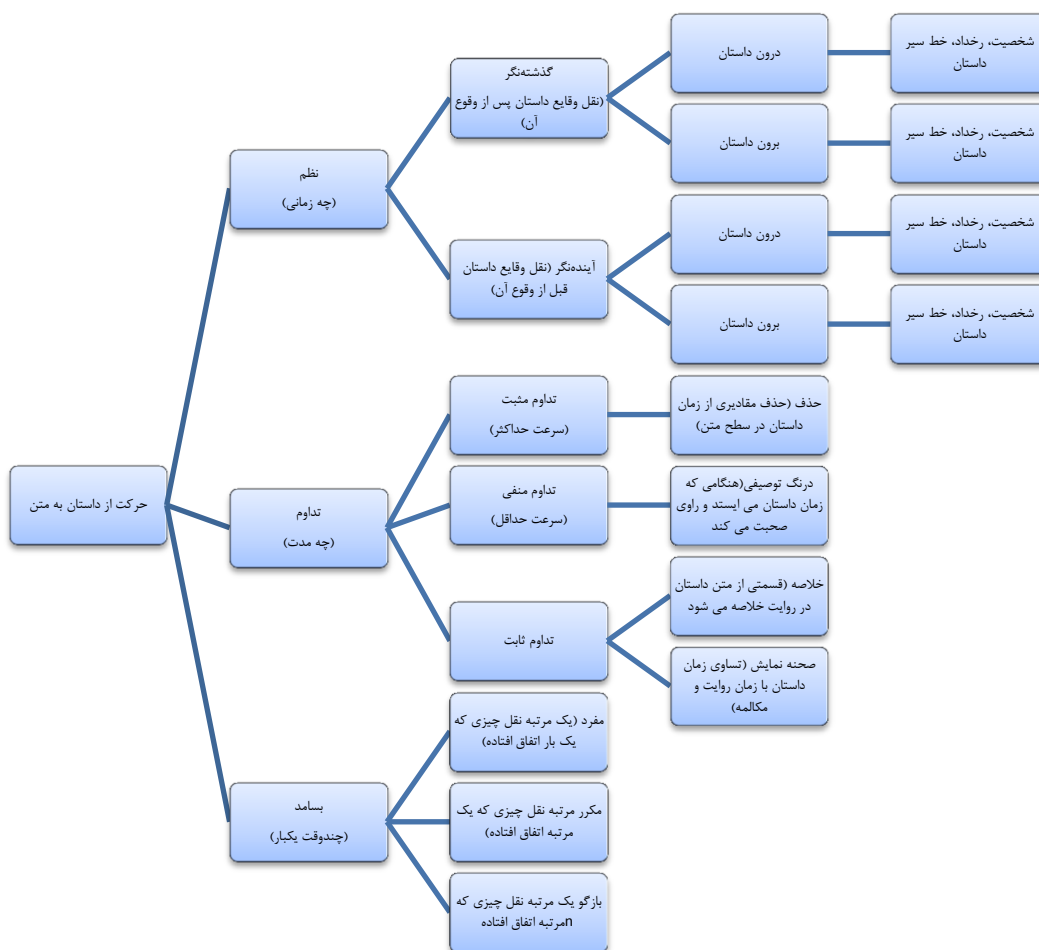 حرکت از داستان به متن
نظم
(چه زمانی)
گذشته‌نگر
(نقل وقایع داستان پس از وقوع
آن)
درون داستان
شخصیت، رخداد، خط سیر
داستان
برون داستان
شخصیت، رخداد، خط سیر
داستان
آینده‌نگر (نقل وقایع داستان
قبل از وقوع آن)
درون داستان
شخصیت، رخداد، خط سیر
داستان
برون داستان
شخصیت، رخداد، خط سیر
داستان
تداوم
(چه مدت)
تداوم مثبت
(سرعت حداکثر)
حذف (حذف مقادیری از زمان
داستان در سطح متن)
تداوم منفی
(سرعت حداقل)
درنگ توصیفی(هنگامی که
زمان داستان می ایستد و راوی
صحبت می کند
تداوم ثابت
خلاصه (قسمتی از متن داستان
در روایت خلاصه می شود
صحنه نمایش (تساوی زمان
داستان با زمان روایت و
مکالمه)
بسامد
(چندوقت یکبار)
مفرد (یک مرتبه نقل چیزی که
یک بار اتفاق افتاده)
مکرر مرتبه نقل چیزی که یک
مرتبه اتفاق افتاده)
بازگو یک مرتبه نقل چیزی که
nمرتبه اتفاق افتاده